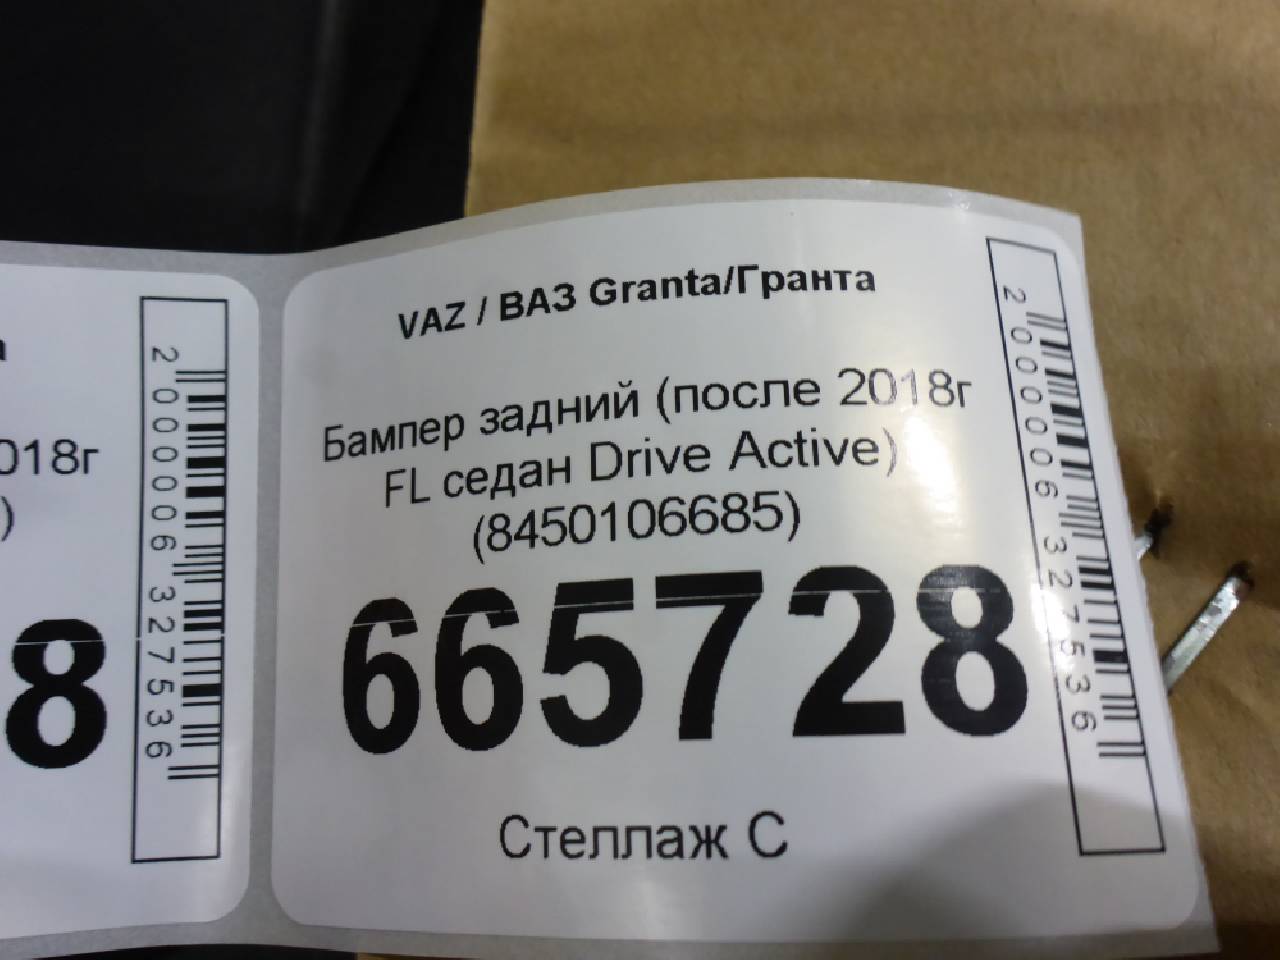 VAZ / ВАЗ Granta/Гранта
Бампер задний (после 2018г
FL седан Drive Active)
(8450106685)
665728
Стеллаж С
2000006327536
018г
)
8
2000006327536